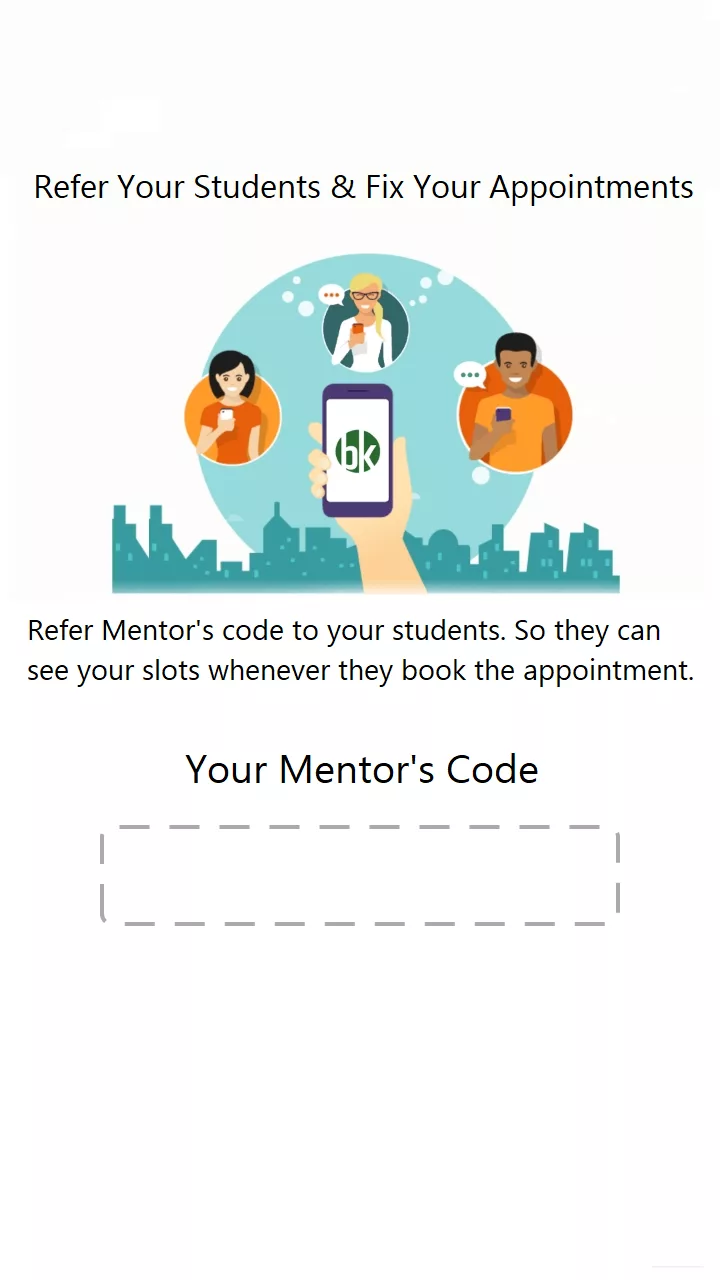 Refer Your Students & Fix Your Appointments
bk
Refer Mentor's code to your students. So they can
see your slots whenever they book the appointment.
Your Mentor's Code